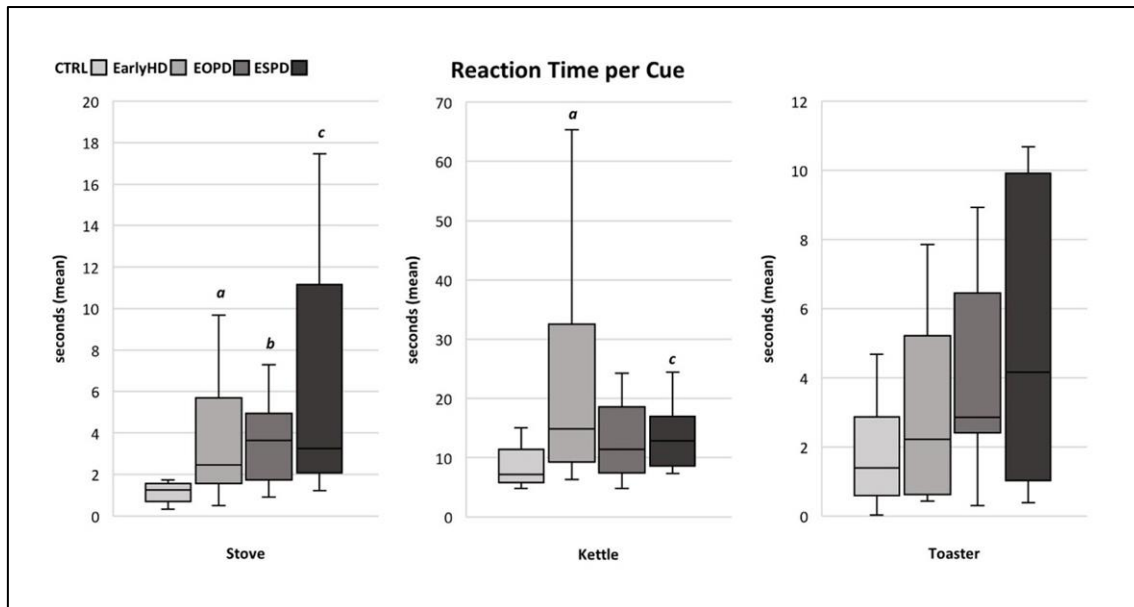 Reaction Time per Cue
CTRL EarlyHD EOPD ESPD
seconds (mean)
20
18
16
14
12
10
8
6
4
2
0
a
b
c
Stove
seconds (mean)
70
60
50
40
30
20
10
0
a
c
Kettle
seconds (mean)
12
10
8
6
4
2
0
Toaster